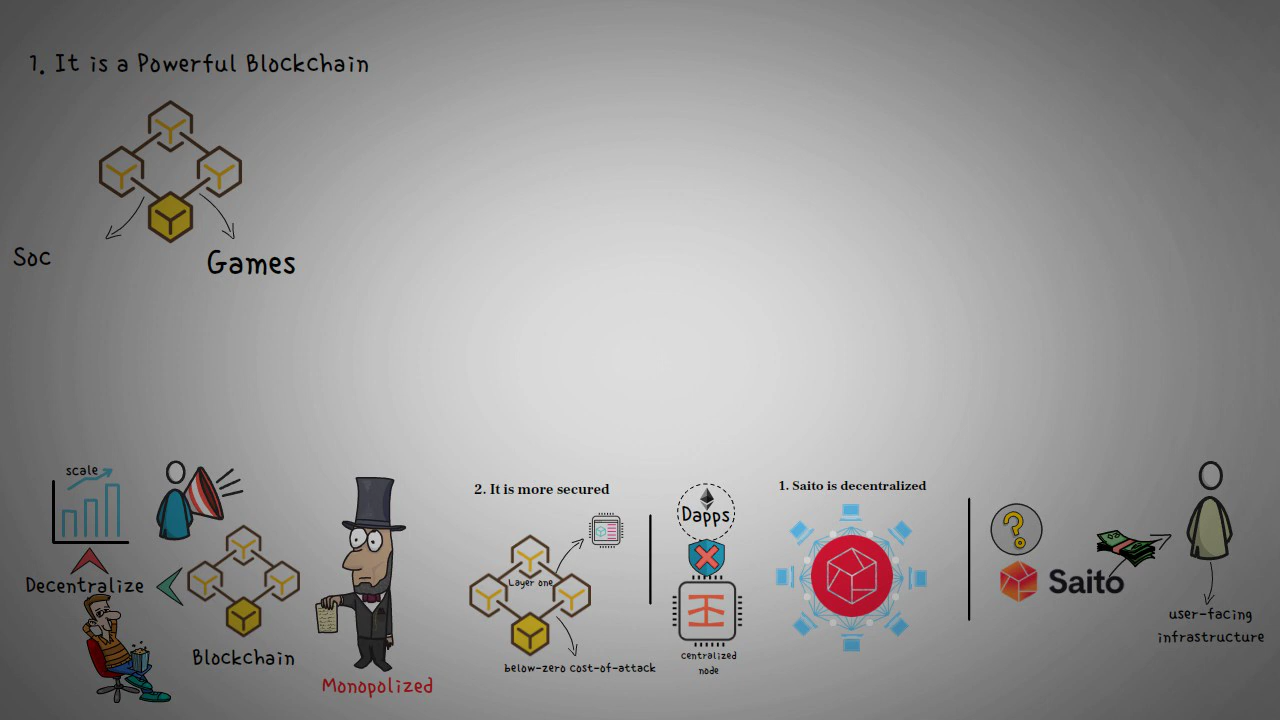 1. It is a Powerful Blockchain
Soc
Games
scale
Decentralize
Blockchain
Monopolized
2. It is more secured
Layer one
below-zero cost-of-attack
Dapps
centralized
node
1. Saito is decentralized
Saito
user-facing
infrastructure